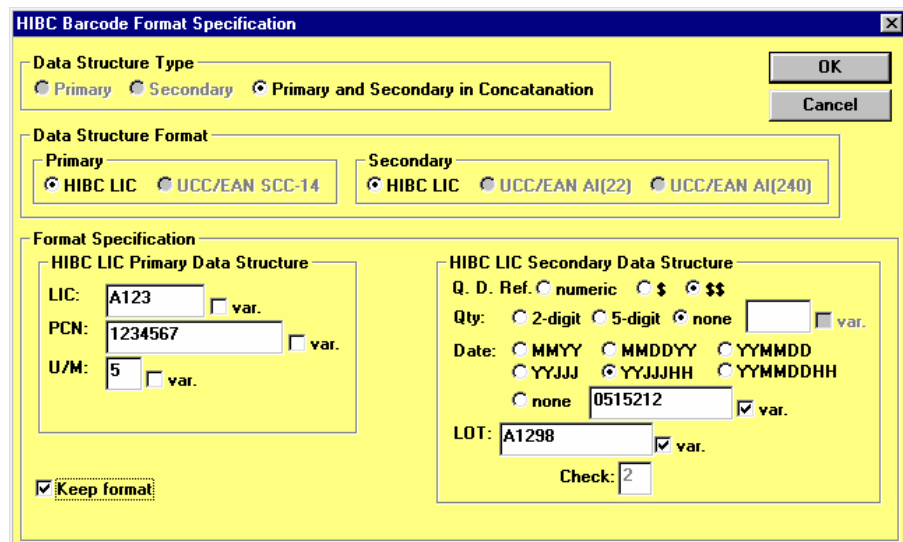 HIBC Barcode Format Specification
Data Structure Type
Primary Secondary Primary and Secondary in Concatanation
OK
Cancel
Data Structure Format
Primary
HIBC LIC UCC/EAN SCC-14
Secondary
HIBC LIC UCC/EAN AI(22) UCC/EAN AI(240)
Format Specification
HIBC LIC Primary Data Structure
LIC: A123 var.
PCN: 1234567 var.
U/M: 5 var.
Keep format
HIBC LIC Secondary Data Structure
Q. D. Ref. numeric $ $$
Qty: 2-digit 5-digit none var.
Date: MMYY MMDDYY YYMMDD
YYJJJ YYJJJHH YYMMDDHH
none 0515212 var.
LOT: A1298 var.
Check: 2